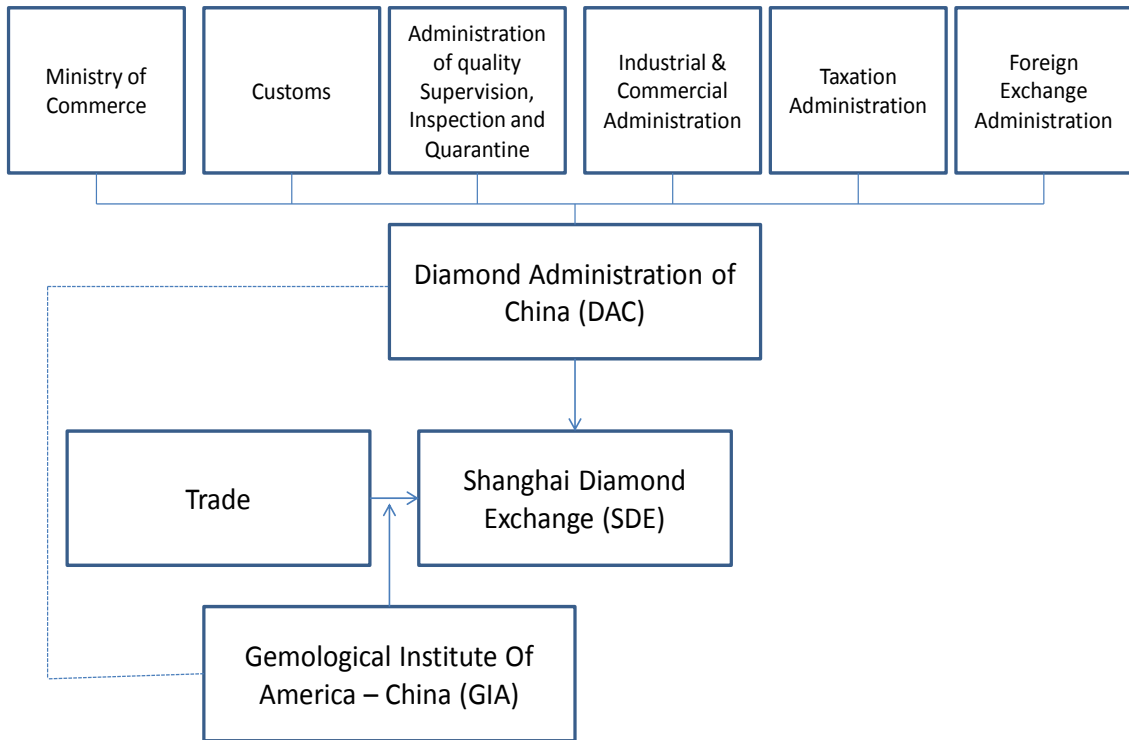 Ministry of
Commerce
Customs
Administration
of quality
Supervision,
Inspection and
Quarantine
Industrial &
Commercial
Administration
Taxation
Administration
Foreign
Exchange
Administration
Diamond Administration of
China (DAC)
Trade
Shanghai Diamond
Exchange (SDE)
Gemological Institute Of
America – China (GIA)